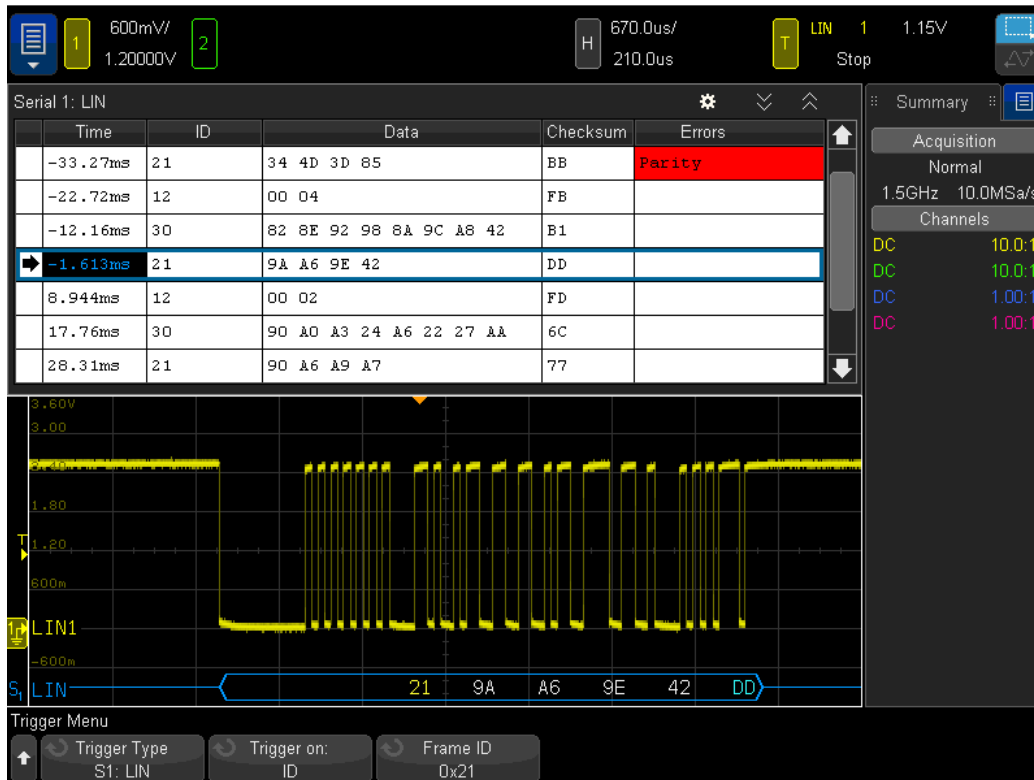 600mV/ 670.0us/ LIN 1 1.15V
1 2 H T
1.20000V 210.0us Stop
Serial 1: LIN
Summary
Time ID Data Checksum Errors
-33.27ms 21 34 4D 3D 85 BB Parity
-22.72ms 12 00 04 FB
-12.16ms 30 82 8E 92 98 8A 9C A8 42 B1
-1.613ms 21 9A A6 9E 42 DD
8.944ms 12 00 02 FD
17.76ms 30 90 A0 A3 24 A6 22 27 AA 6C
28.31ms 21 90 A6 A9 A7 77
Acquisition
Normal
1.5GHz 10.0MSa/s
Channels
DC 10.0:1
DC 10.0:1
DC 1.00:1
DC 1.00:1
3.60V
3.00
2.40
1.80
T
1.20
600m
LIN1
-600m
S1 LIN 21 9A A6 9E 42 DD
Trigger Menu
Trigger Type Trigger on: Frame ID
S1: LIN ID 0x21